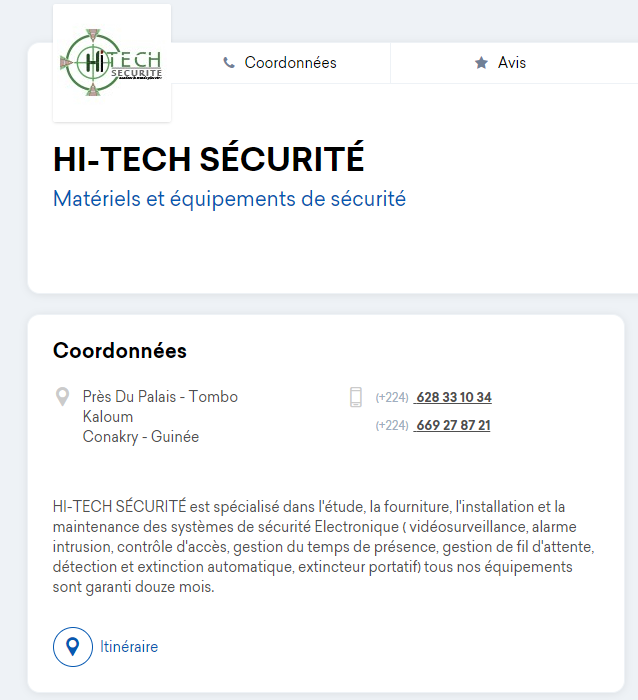 HiTECH
SECURITE
Coordonnées
Avis
HI-TECH SÉCURITÉ
Matériels et équipements de sécurité
Coordonnées
Près Du Palais - Tombo
Kaloum
Conakry - Guinée
(+224) 628 33 10 34
(+224) 669 27 87 21
HI-TECH SÉCURITÉ est spécialisé dans l'étude, la fourniture, l'installation et la
maintenance des systèmes de sécurité Electronique ( vidéosurveillance, alarme
intrusion, contrôle d'accès, gestion du temps de présence, gestion de fil d'attente,
détection et extinction automatique, extincteur portatif) tous nos équipements
sont garanti douze mois.
Itinéraire